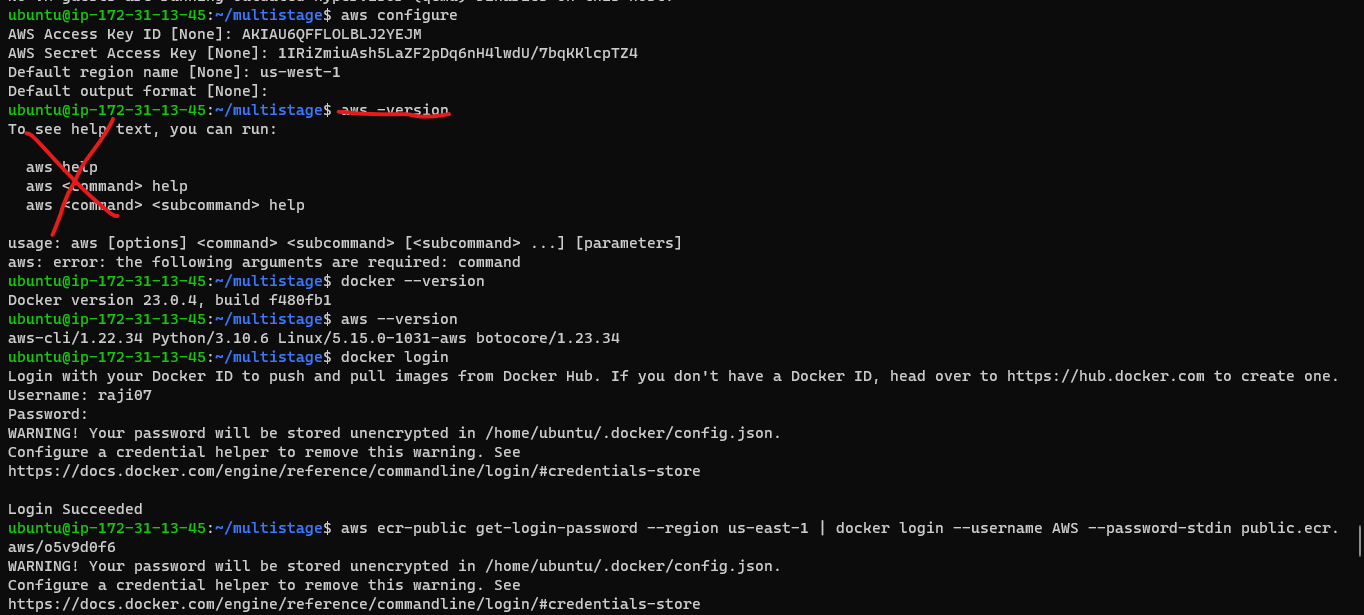 ubuntu@ip-172-31-13-45:~/multistage$ aws configure
AWS Access Key ID [None]: AKIAU6QFFLOLBLJ2YEJM
AWS Secret Access Key [None]: 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
Default region name [None]: us-west-1
Default output format [None]:
ubuntu@ip-172-31-13-45:~/multistage$ aws -version
To see help text, you can run:
aws help
aws <command> help
aws <command> <subcommand> help
usage: aws [options] <command> <subcommand> [<subcommand> ...] [parameters]
aws: error: the following arguments are required: command
ubuntu@ip-172-31-13-45:~/multistage$ docker --version
Docker version 23.0.4, build f480fb1
ubuntu@ip-172-31-13-45:~/multistage$ aws --version
aws-cli/1.22.34 Python/3.10.6 Linux/5.15.0-1031-aws botocore/1.23.34
ubuntu@ip-172-31-13-45:~/multistage$ docker login
Login with your Docker ID to push and pull images from Docker Hub. If you don't have a Docker ID, head over to https://hub.docker.com to create one.
Username: raji07
Password:
WARNING! Your password will be stored unencrypted in /home/ubuntu/.docker/config.json.
Configure a credential helper to remove this warning. See
https://docs.docker.com/engine/reference/commandline/login/#credentials-store
Login Succeeded
ubuntu@ip-172-31-13-45:~/multistage$ aws ecr-public get-login-password --region us-east-1 | docker login --username AWS --password-stdin public.ecr.
aws/o5v9d0f6
WARNING! Your password will be stored unencrypted in /home/ubuntu/.docker/config.json.
Configure a credential helper to remove this warning. See
https://docs.docker.com/engine/reference/commandline/login/#credentials-store